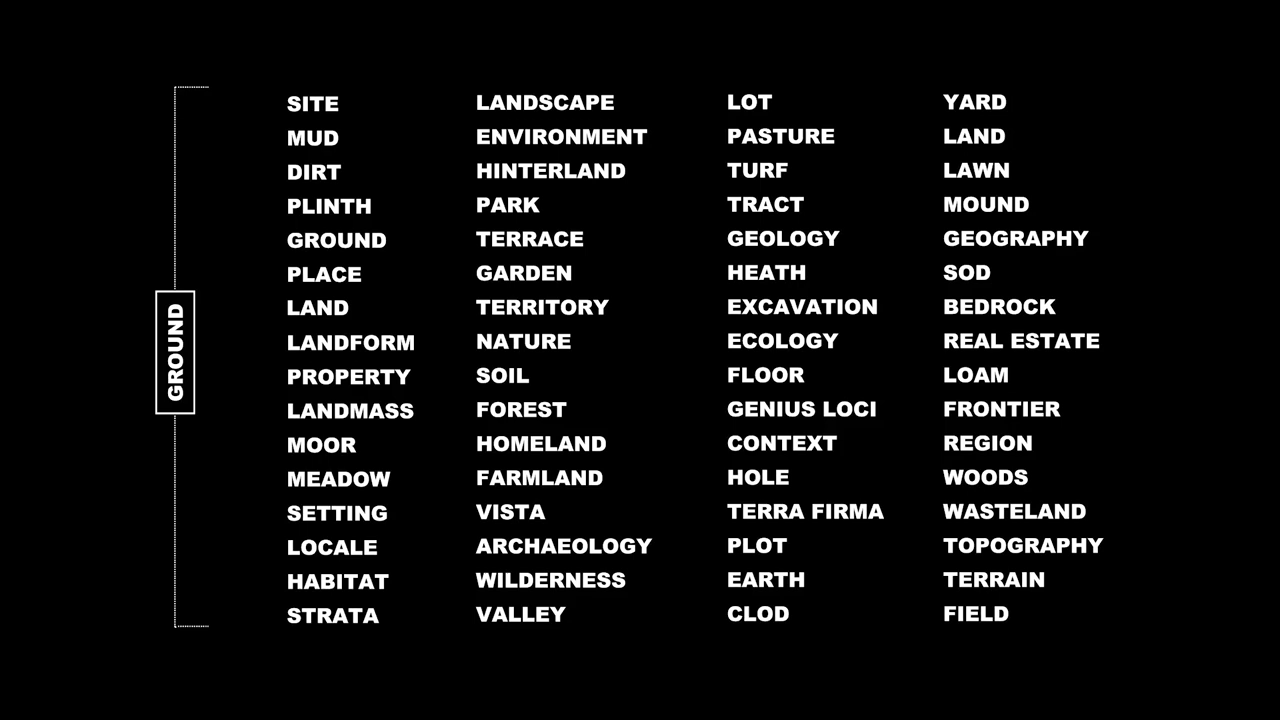 GROUND
SITE
MUD
DIRT
PLINTH
GROUND
PLACE
LAND
LANDFORM
PROPERTY
LANDMASS
MOOR
MEADOW
SETTING
LOCALE
HABITAT
STRATA
LANDSCAPE
ENVIRONMENT
HINTERLAND
PARK
TERRACE
GARDEN
TERRITORY
NATURE
SOIL
FOREST
HOMELAND
FARMLAND
VISTA
ARCHAEOLOGY
WILDERNESS
VALLEY
LOT
PASTURE
TURF
TRACT
GEOLOGY
HEATH
EXCAVATION
ECOLOGY
FLOOR
GENIUS LOCI
CONTEXT
HOLE
TERRA FIRMA
PLOT
EARTH
CLOD
YARD
LAND
LAWN
MOUND
GEOGRAPHY
SOD
BEDROCK
REAL ESTATE
LOAM
FRONTIER
REGION
WOODS
WASTELAND
TOPOGRAPHY
TERRAIN
FIELD